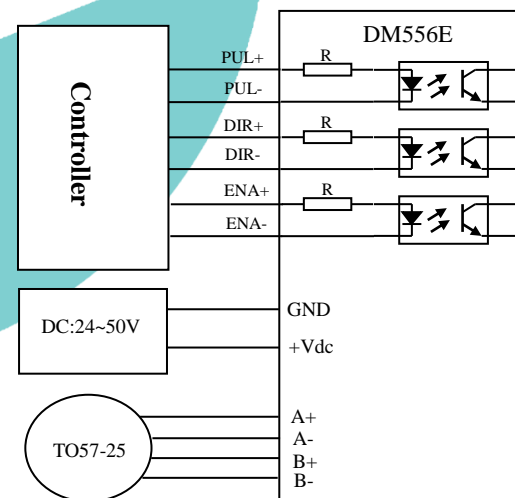 DM556E
Controller
PUL+
R
PUL-
DIR+
R
DIR-
ENA+
R
ENA-
DC:24~50V
GND
+Vdc
TO57-25
A+
A-
B+
B-